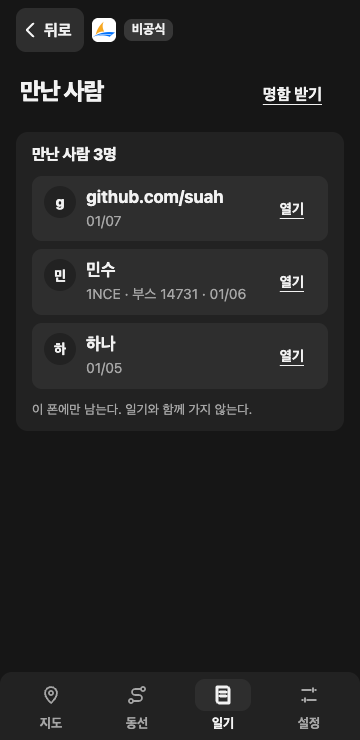 뒤로
비공식
만난 사람
명함 받기
만난 사람 3명
g
github.com/suah
01/07
열기
민
민수
1NCE · 부스 14731 · 01/06
열기
하
하나
01/05
열기
이 폰에만 남는다. 일기와 함께 가지 않는다.
지도
동선
일기
설정